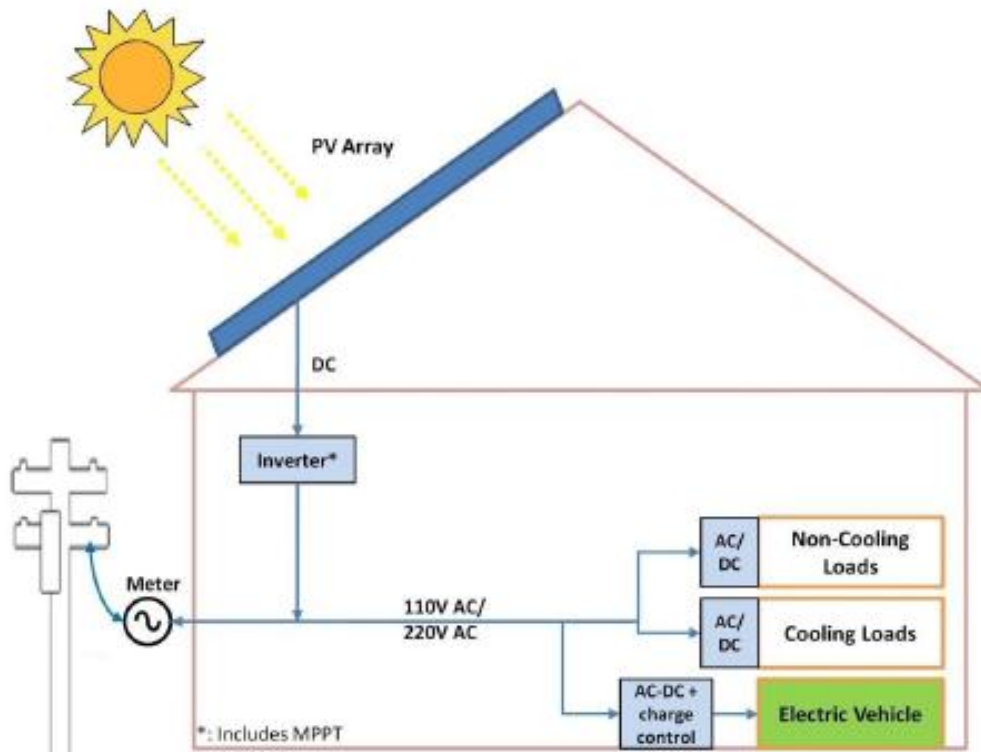 PV Array
DC
Inverter*
Meter
110V AC/
220V AC
AC/
DC
Non-Cooling
Loads
AC/
DC
Cooling Loads
AC-DC +
charge
control
Electric Vehicle
*: Includes MPPT